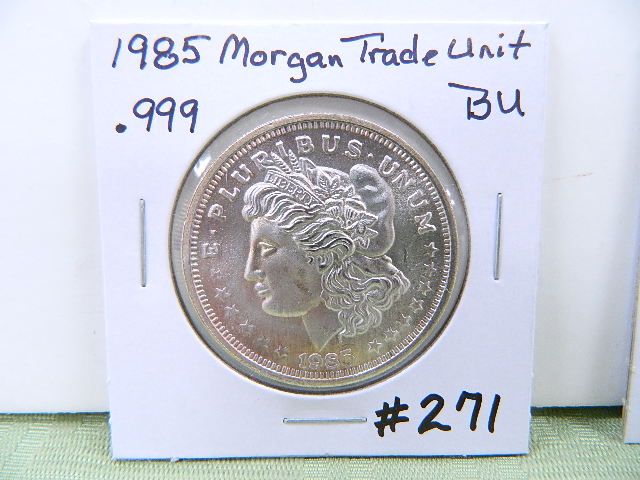 1985 Morgan Trade Unit
.999 BU
E · PLURIBUS · UNUM
LIBERTY
1985
#271